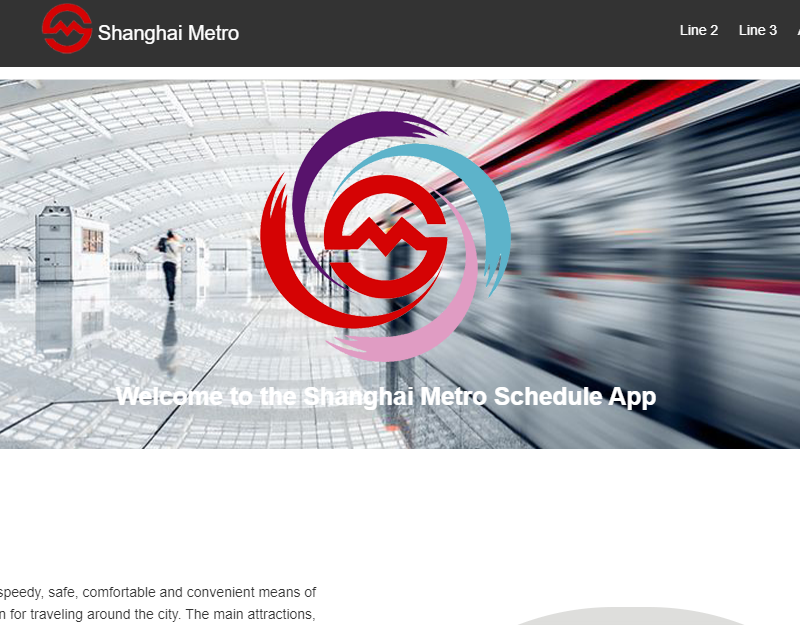 Shanghai Metro
Line 2 Line 3
Welcome to the Shanghai Metro Schedule App
speedy, safe, comfortable and convenient means of
for traveling around the city. The main attractions,